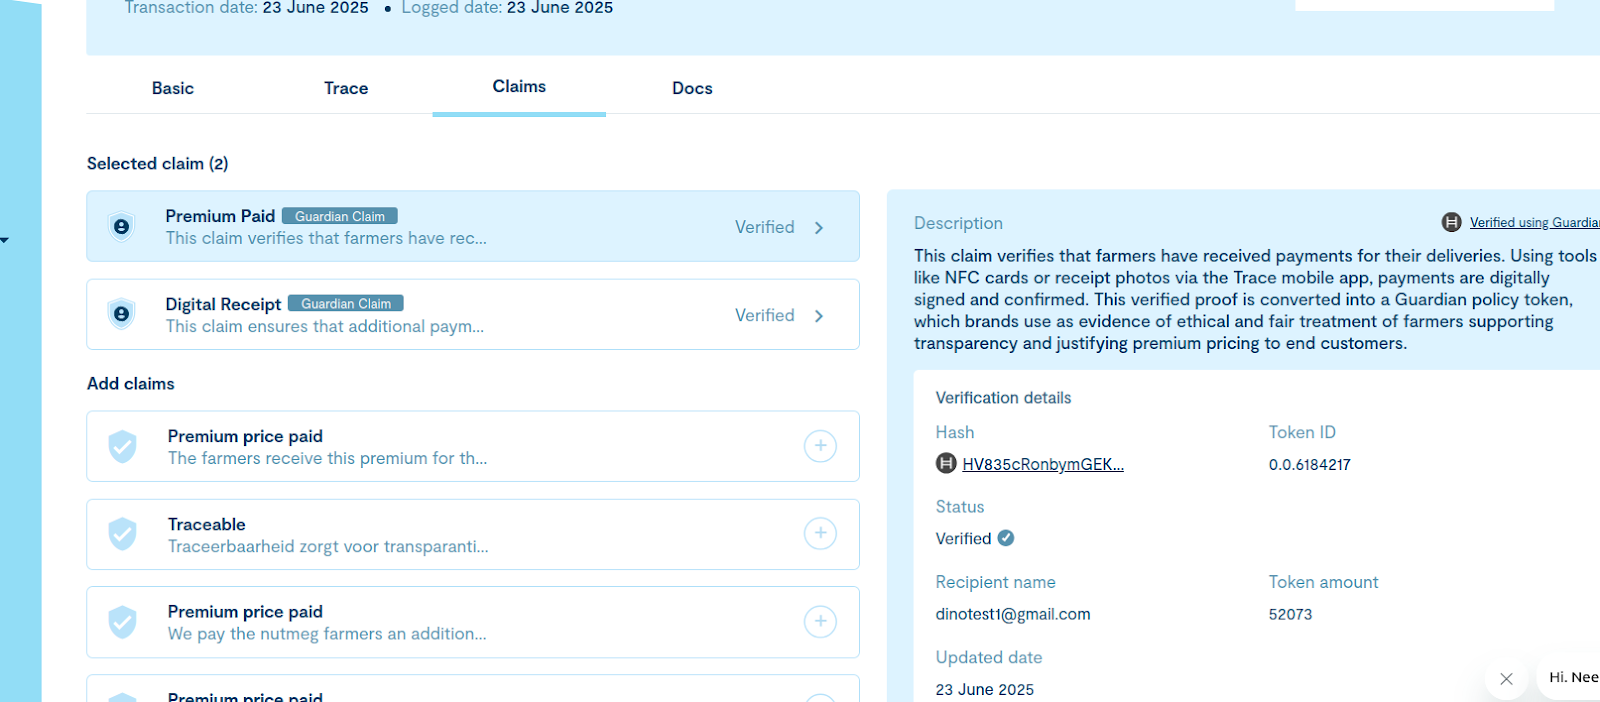 Transaction date: 23 June 2025 • Logged date: 23 June 2025
Basic Trace Claims Docs
Selected claim (2)
Premium Paid Guardian Claim
This claim verifies that farmers have rec...
Verified
Digital Receipt Guardian Claim
This claim ensures that additional paym...
Verified
Add claims
Premium price paid
The farmers receive this premium for th...
Traceable
Traceerbaarheid zorgt voor transparanti...
Premium price paid
We pay the nutmeg farmers an addition...
Premium price paid
Description
Verified using Guardian
This claim verifies that farmers have received payments for their deliveries. Using tools
like NFC cards or receipt photos via the Trace mobile app, payments are digitally
signed and confirmed. This verified proof is converted into a Guardian policy token,
which brands use as evidence of ethical and fair treatment of farmers supporting
transparency and justifying premium pricing to end customers.
Verification details
Hash Token ID
HV835cRonbymGEK... 0.0.6184217
Status
Verified
Recipient name Token amount
dinotest1@gmail.com 52073
Updated date
23 June 2025
Hi. Nee